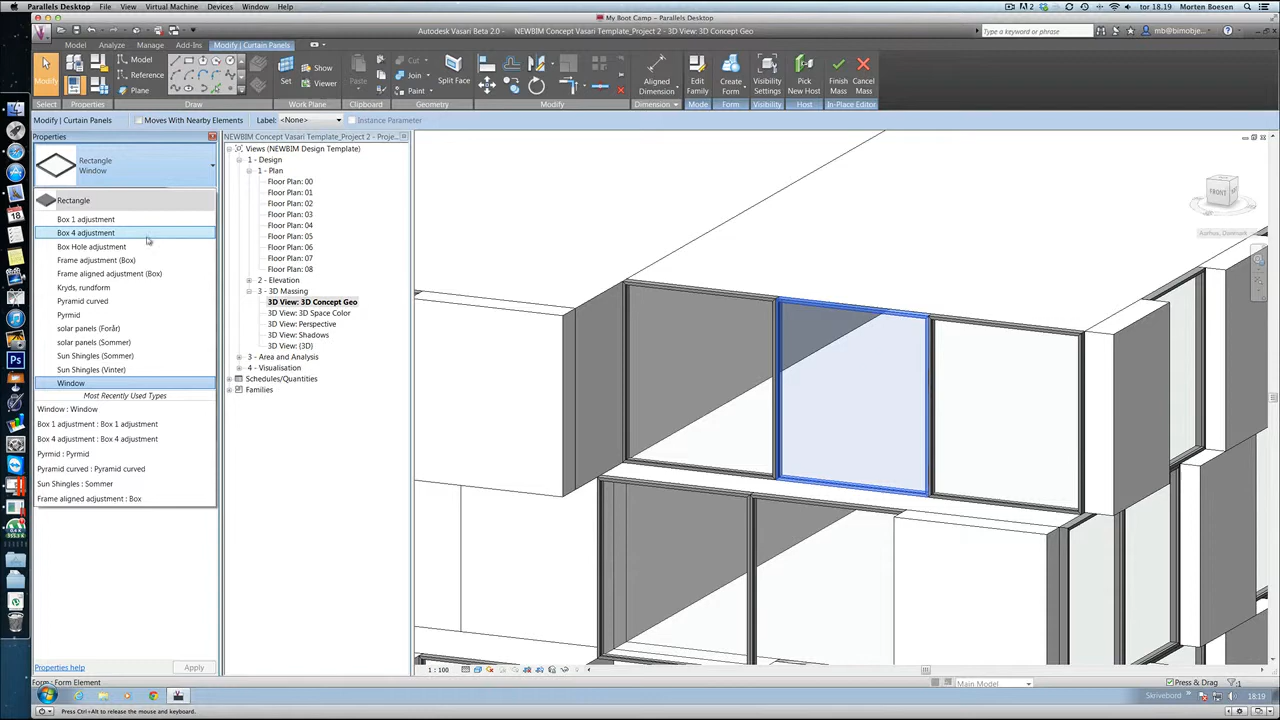 Parallels Desktop File View Virtual Machine Devices Window Help
2 tor 18.19 Morten Boesen
My Boot Camp - Parallels Desktop
Autodesk Vasari Beta 2.0 - NEWBIM Concept Vasari Template_Project 2 - 3D View: 3D Concept Geo
Type a keyword or phrase
mb@bimobje...
Model Analyze Manage Add-Ins Modify | Curtain Panels
Modify
Model
Reference
Plane
Set
Show
Viewer
Paste
Cut
Join
Paint
Split Face
Aligned Dimension
Edit Family
Create Form
Visibility Settings
Pick New Host
Finish Mass
Cancel Mass
Select Properties Draw Work Plane Clipboard Geometry Modify Dimension Mode Form Visibility Host In-Place Editor
Modify | Curtain Panels Moves With Nearby Elements Label: <None> Instance Parameter
Properties
Rectangle
Window
Rectangle
Box 1 adjustment
Box 4 adjustment
Box Hole adjustment
Frame adjustment (Box)
Frame aligned adjustment (Box)
Kryds, rundform
Pyramid curved
Pyramid
solar panels (Forår)
solar panels (Sommer)
Sun Shingles (Sommer)
Sun Shingles (Vinter)
Window
Most Recently Used Types
Window : Window
Box 1 adjustment : Box 1 adjustment
Box 4 adjustment : Box 4 adjustment
Pyrmid : Pyrmid
Pyramid curved : Pyramid curved
Sun Shingles : Sommer
Frame aligned adjustment : Box
Properties help
Apply
NEWBIM Concept Vasari Template_Project 2 - Proje...
Views (NEWBIM Design Template)
1 - Design
1 - Plan
Floor Plan: 00
Floor Plan: 01
Floor Plan: 02
Floor Plan: 03
Floor Plan: 04
Floor Plan: 05
Floor Plan: 06
Floor Plan: 07
Floor Plan: 08
2 - Elevation
3 - 3D Massing
3D View: 3D Concept Geo
3D View: 3D Space Color
3D View: Perspective
3D View: Shadows
3D View: {3D}
3 - Area and Analysis
4 - Visualisation
Schedules/Quantities
Families
FRONT
Aarhus, Danmark
1 : 100
Form : Form Element
Main Model
Press & Drag
:1
Skrivebord
18:19
Press Ctrl+Alt to release the mouse and keyboard.